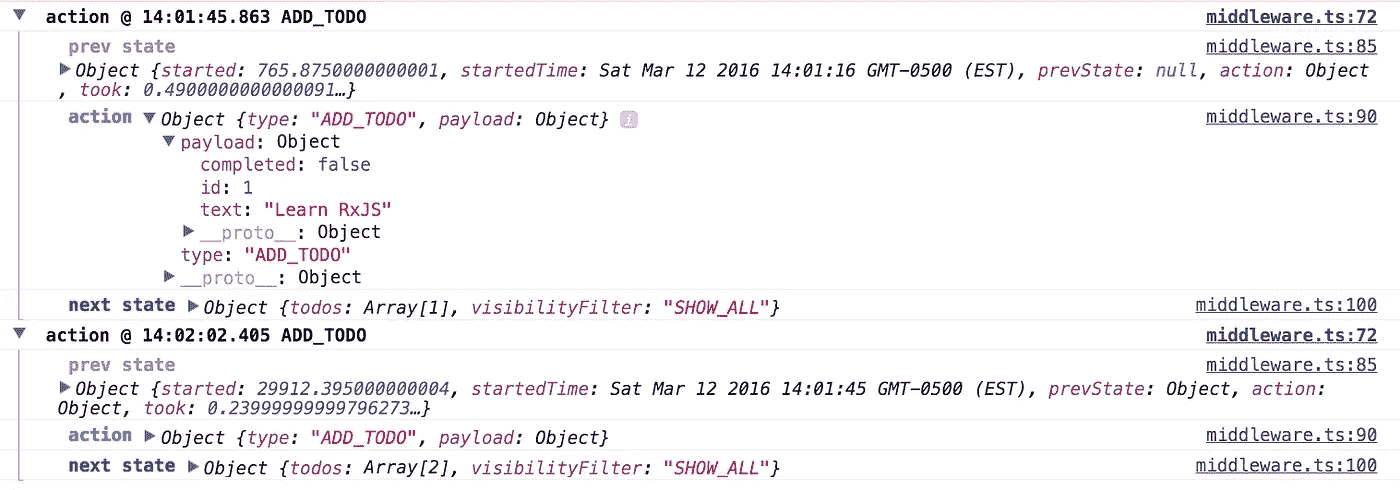 action @ 14:01:45.863 ADD_TODO middleware.ts:72
prev state middleware.ts:85
Object {started: 765.8750000000001, startedTime: Sat Mar 12 2016 14:01:16 GMT-0500 (EST), prevState: null, action: Object
, took: 0.4900000000000091…}
action Object {type: "ADD_TODO", payload: Object} i middleware.ts:90
payload: Object
completed: false
id: 1
text: "Learn RxJS"
__proto__: Object
type: "ADD_TODO"
__proto__: Object
next state Object {todos: Array[1], visibilityFilter: "SHOW_ALL"} middleware.ts:100
action @ 14:02:02.405 ADD_TODO middleware.ts:72
prev state middleware.ts:85
Object {started: 29912.395000000004, startedTime: Sat Mar 12 2016 14:01:45 GMT-0500 (EST), prevState: Object, action:
Object, took: 0.23999999999796273…}
action Object {type: "ADD_TODO", payload: Object} middleware.ts:90
next state Object {todos: Array[2], visibilityFilter: "SHOW_ALL"} middleware.ts:100